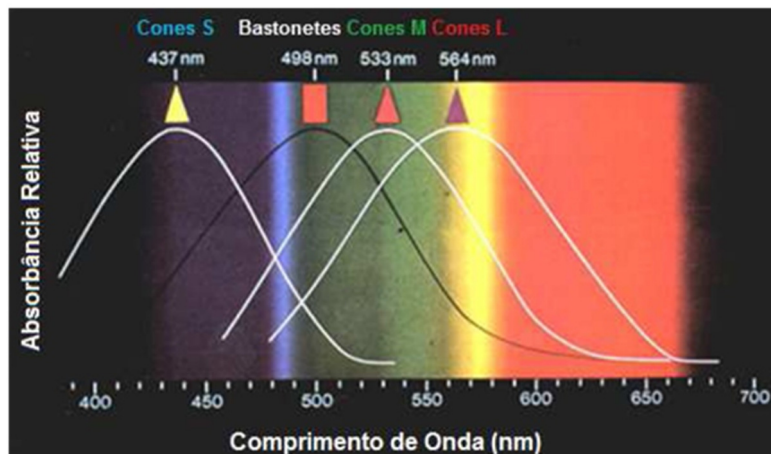 Cones S Bastonetes Cones M Cones L
437 nm 498 nm 533 nm 564 nm
Absorbância Relativa
400 450 500 550 600 650 700
Comprimento de Onda (nm)